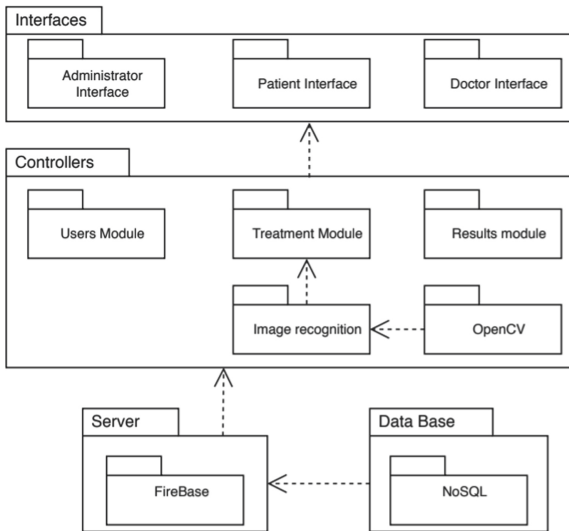 Interfaces
Administrator
Interface
Patient Interface
Doctor Interface
Controllers
Users Module
Treatment Module
Results module
Image recognition
OpenCV
Server
Data Base
FireBase
NoSQL